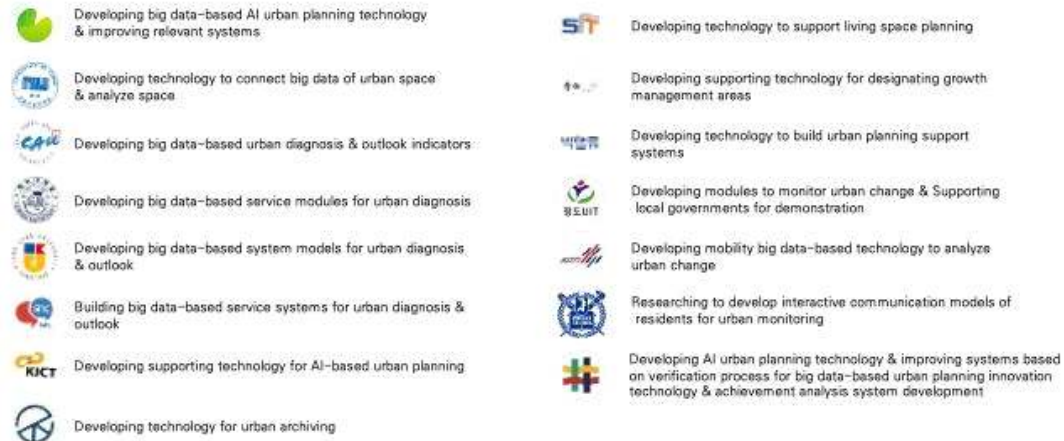 Developing big data-based AI urban planning technology
& improving relevant systems
Developing technology to connect big data of urban space
& analyze space
CAU
Developing big data-based urban diagnosis & outlook indicators
Developing big data-based service modules for urban diagnosis
Developing big data-based system models for urban diagnosis
& outlook
Building big data-based service systems for urban diagnosis &
outlook
KICT
Developing supporting technology for AI-based urban planning
Developing technology for urban archiving
Developing technology to support living space planning
Developing supporting technology for designating growth
management areas
Developing technology to build urban planning support
systems
정도UIT
Developing modules to monitor urban change & Supporting
local governments for demonstration
Developing mobility big data-based technology to analyze
urban change
Researching to develop interactive communication models of
residents for urban monitoring
Developing AI urban planning technology & improving systems based
on verification process for big data-based urban planning innovation
technology & achievement analysis system development